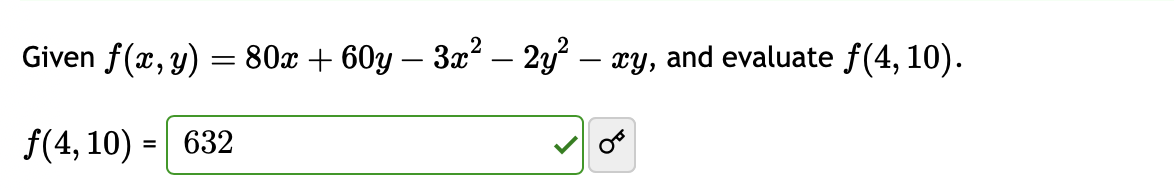 Given f(x, y) = 80x + 60y − 3x² − 2y² − xy, and evaluate f(4, 10).
f(4, 10) = 632